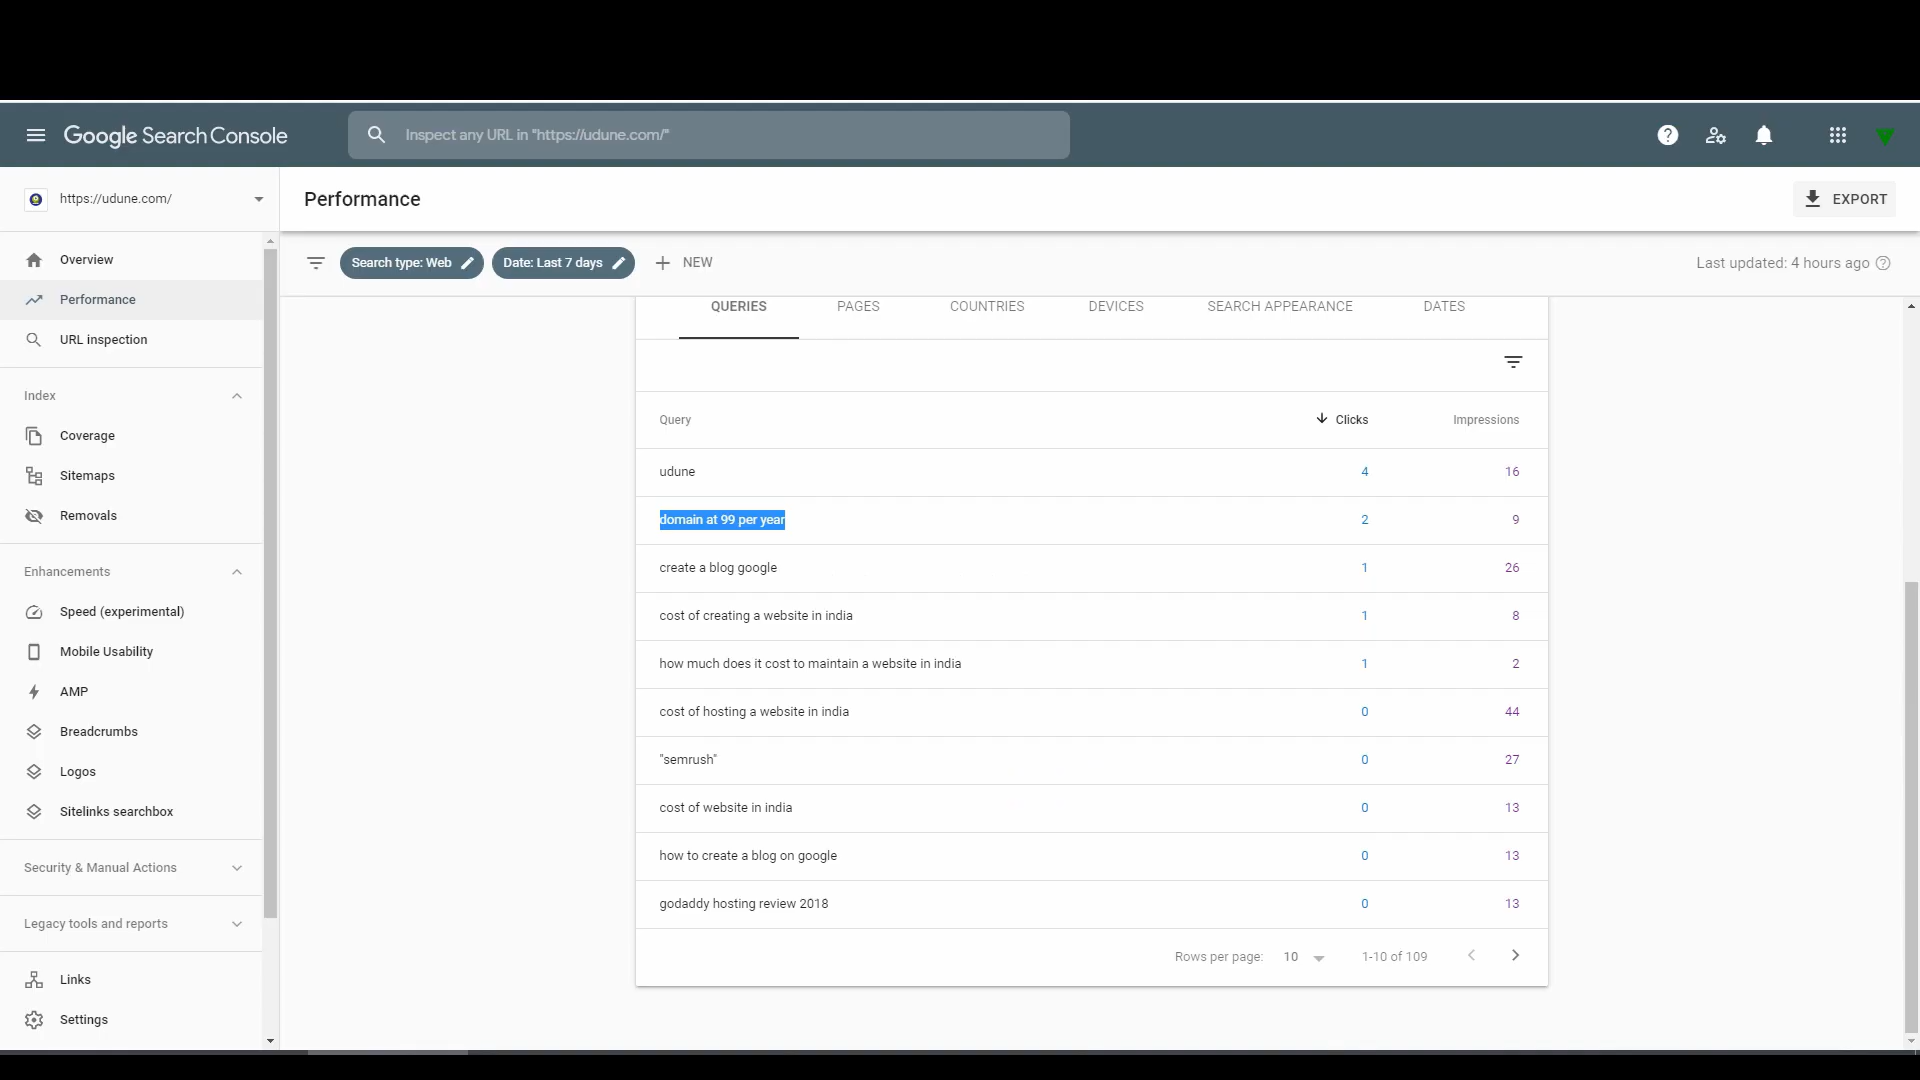 Google Search Console
Inspect any URL in "https://udune.com/"
https://udune.com/
Performance
EXPORT
Search type: Web
Date: Last 7 days
NEW
Last updated: 4 hours ago
Overview
Performance
URL inspection
Index
Coverage
Sitemaps
Removals
Enhancements
Speed (experimental)
Mobile Usability
AMP
Breadcrumbs
Logos
Sitelinks searchbox
Security & Manual Actions
Legacy tools and reports
Links
Settings
QUERIES PAGES COUNTRIES DEVICES SEARCH APPEARANCE DATES
Query Clicks Impressions
udune 4 16
domain at 99 per year 2 9
create a blog google 1 26
cost of creating a website in india 1 8
how much does it cost to maintain a website in india 1 2
cost of hosting a website in india 0 44
"semrush" 0 27
cost of website in india 0 13
how to create a blog on google 0 13
godaddy hosting review 2018 0 13
Rows per page: 10 1-10 of 109